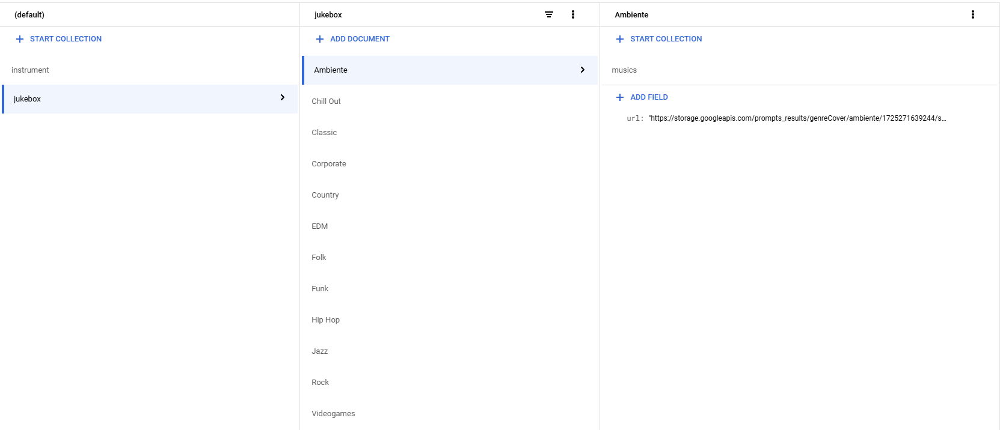 (default)
START COLLECTION
instrument
jukebox
jukebox
ADD DOCUMENT
Ambiente
Chill Out
Classic
Corporate
Country
EDM
Folk
Funk
Hip Hop
Jazz
Rock
Videogames
Ambiente
START COLLECTION
musics
ADD FIELD
url: "https://storage.googleapis.com/prompts_results/genreCover/ambiente/1725271639244/s...